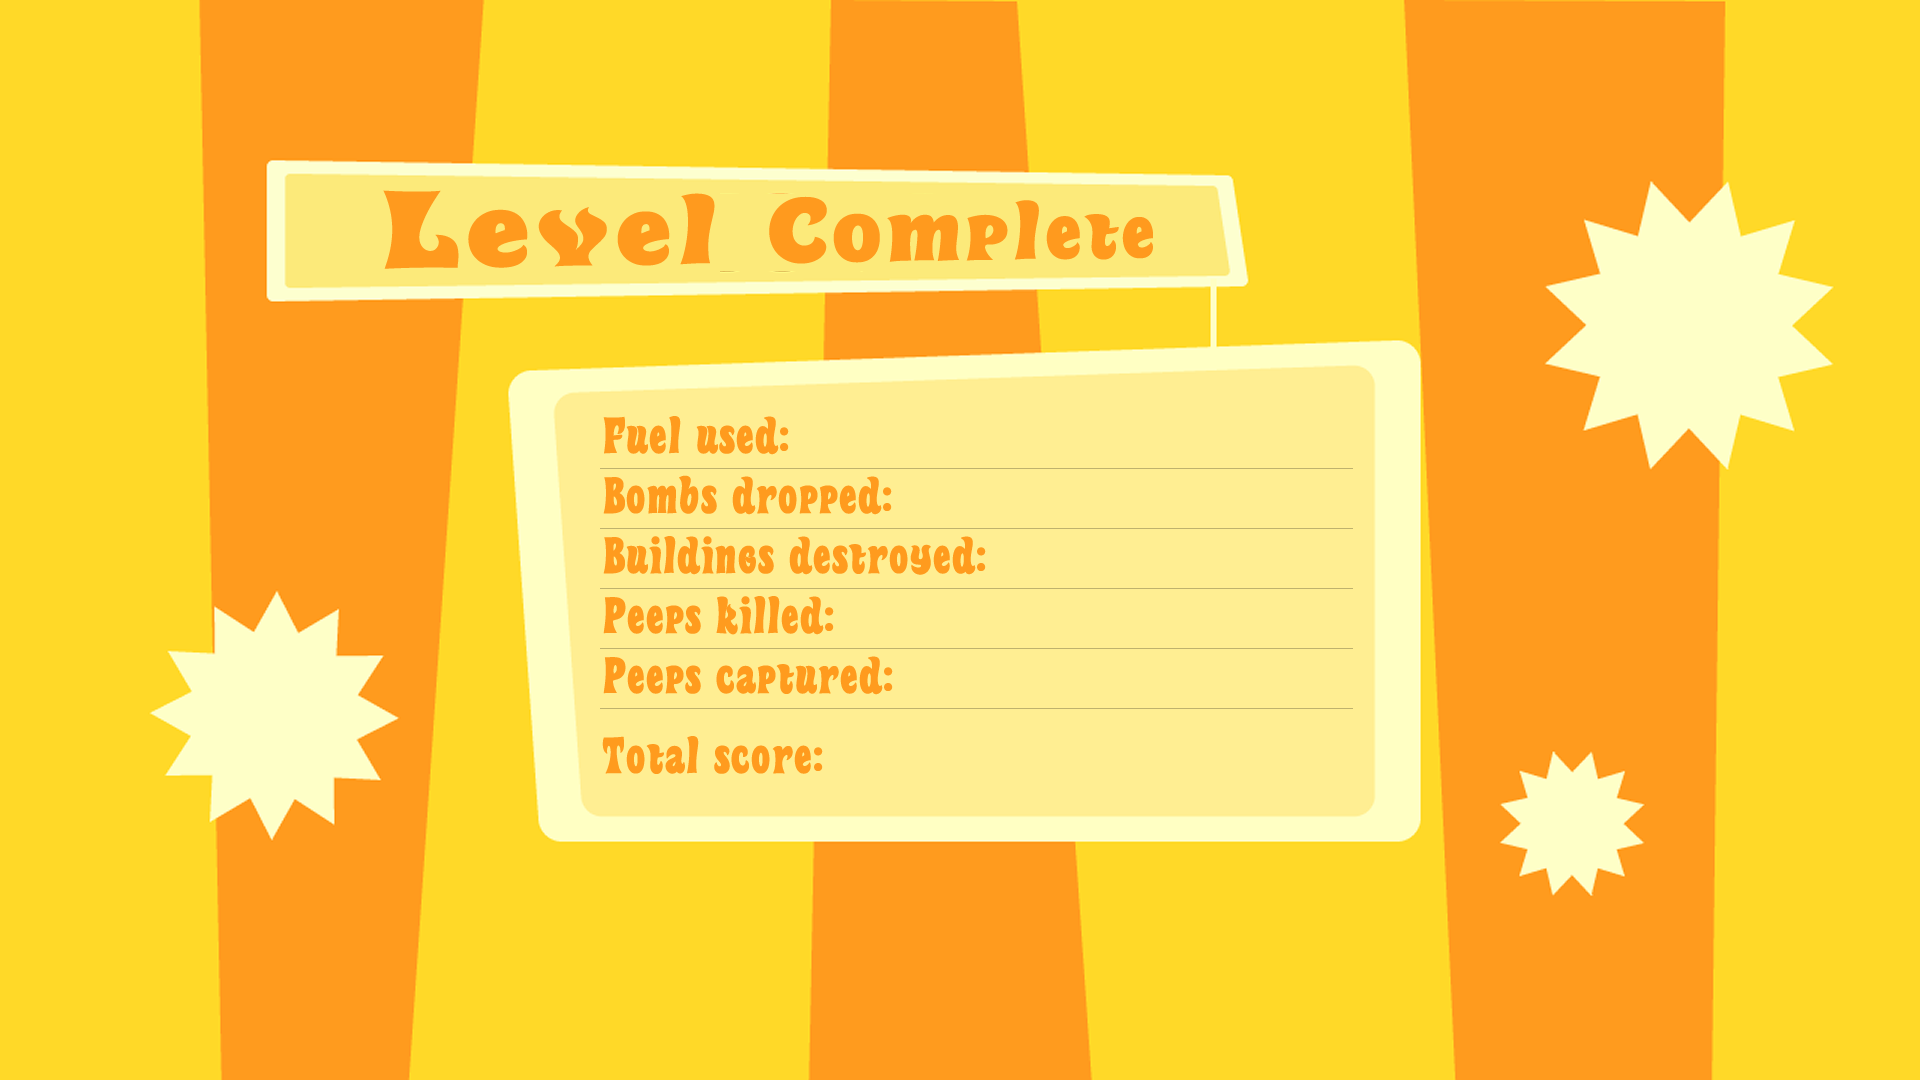 Level Complete
Fuel used:
Bombs dropped:
Buildings destroyed:
Peeps killed:
Peeps captured:
Total score: